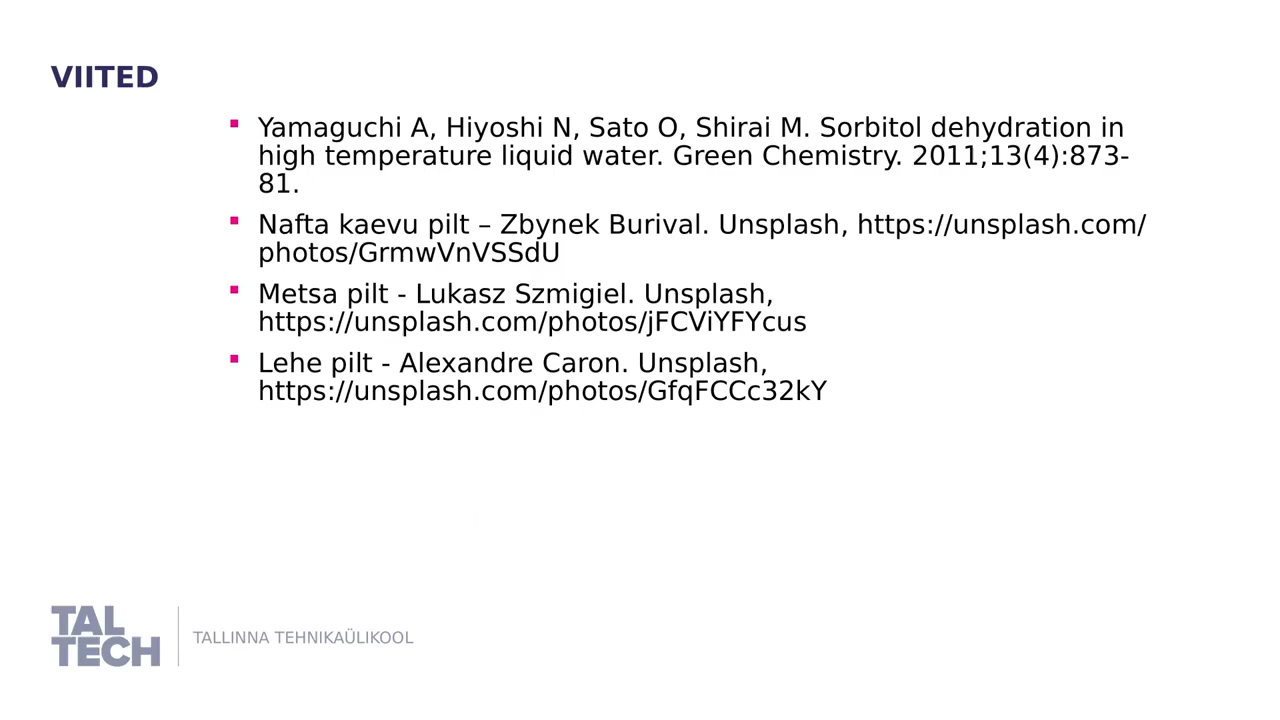 VIITED
Yamaguchi A, Hiyoshi N, Sato O, Shirai M. Sorbitol dehydration in
high temperature liquid water. Green Chemistry. 2011;13(4):873-
81.
Nafta kaevu pilt – Zbynek Burival. Unsplash, https://unsplash.com/
photos/GrmwVnVSSdU
Metsa pilt - Lukasz Szmigiel. Unsplash,
https://unsplash.com/photos/jFCViYFYcus
Lehe pilt - Alexandre Caron. Unsplash,
https://unsplash.com/photos/GfqFCCc32kY
TAL
TECH
TALLINNA TEHNIKAÜLIKOOL